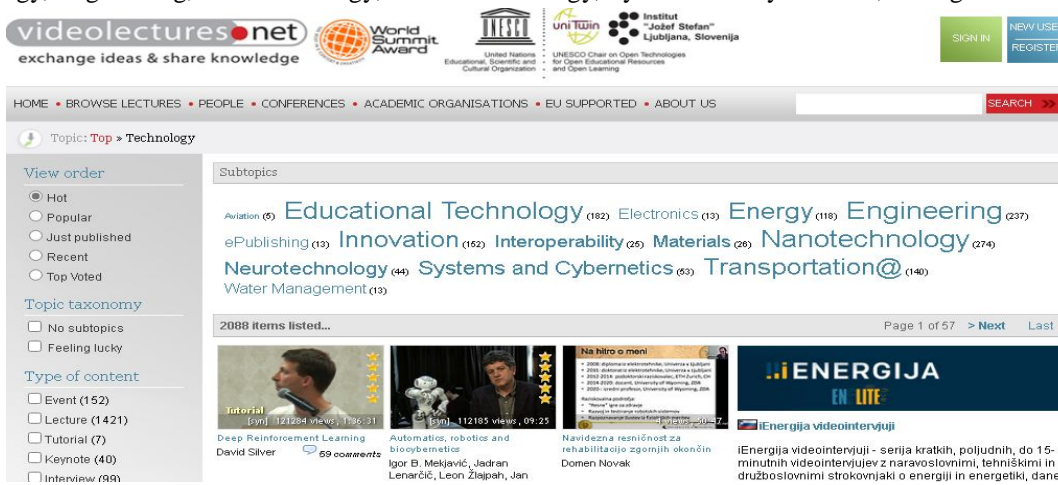 videolectures.net
exchange ideas & share knowledge
World
Summit
Award
UNESCO
United Nations
Educational, Scientific and
Cultural Organization
uniTwin
Institut
"Jožef Stefan"
Ljubljana, Slovenija
UNESCO Chair on Open Technologies
for Open Educational Resources
and Open Learning
SIGN IN
NEW USE
REGISTER
HOME • BROWSE LECTURES • PEOPLE • CONFERENCES • ACADEMIC ORGANISATIONS • EU SUPPORTED • ABOUT US
SEARCH »
Topic: Top » Technology
View order
Hot
Popular
Just published
Recent
Top Voted
Topic taxonomy
No subtopics
Feeling lucky
Type of content
Event (152)
Lecture (1421)
Tutorial (7)
Keynote (40)
Interview (99)
Subtopics
Aviation (5) Educational Technology (182) Electronics (13) Energy (118) Engineering (237)
ePublishing (13) Innovation (152) Interoperability (25) Materials (26) Nanotechnology (274)
Neurotechnology (44) Systems and Cybernetics (53) Transportation@ (140)
Water Management (13)
2088 items listed... Page 1 of 57 > Next Last
Tutorial
[syn] 121284 views, 1:36:31
Deep Reinforcement Learning
David Silver 59 comments
[syn] 112185 views, 09:25
Automatics, robotics and
biocybernetics
Igor B. Mekjavić, Jadran
Lenarčič, Leon Žlajpah, Jan
Na hitro o meni
Navidezna resničnost za
rehabilitacijo zgornjih okončin
Domen Novak
iENERGIJA
EN LITE
iEnergija videointervjuji
iEnergija videointervjuji - serija kratkih, poljudnih, do 15-
minutnih videointervjujev z naravoslovnimi, tehniškimi in
družboslovnimi strokovnjaki o energiji in energetiki, dane